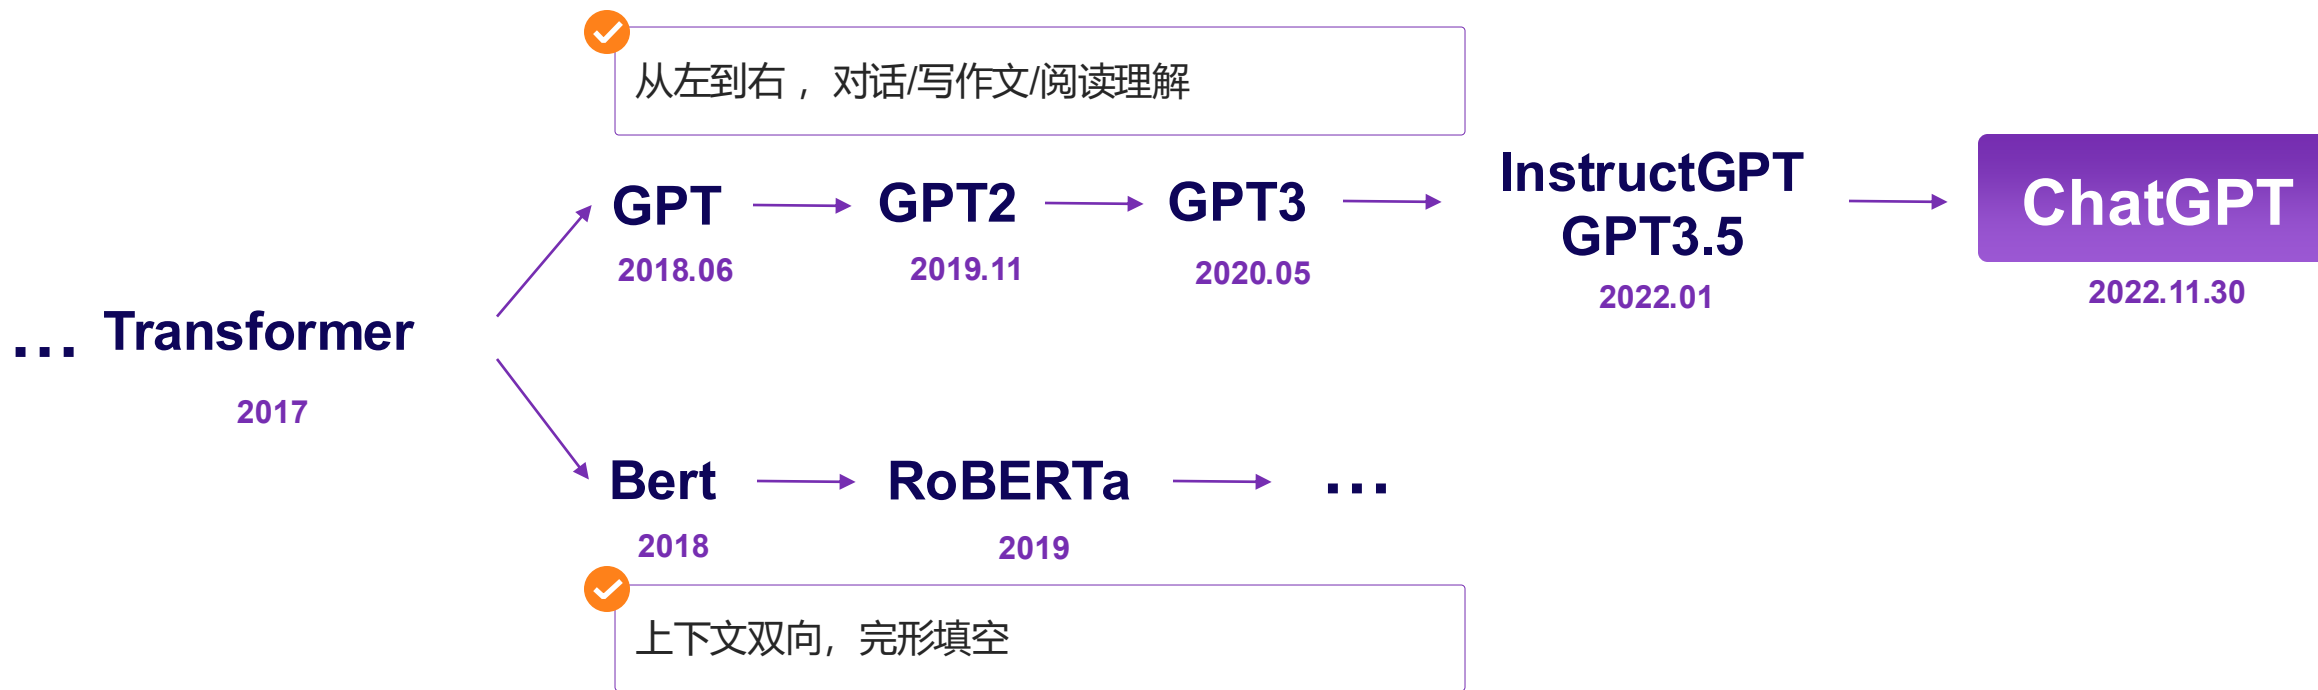 从左到右，对话/写作文/阅读理解
GPT
2018.06
GPT2
2019.11
GPT3
2020.05
InstructGPT
GPT3.5
2022.01
ChatGPT
2022.11.30
... Transformer
2017
Bert
2018
RoBERTa
2019
...
上下文双向，完形填空